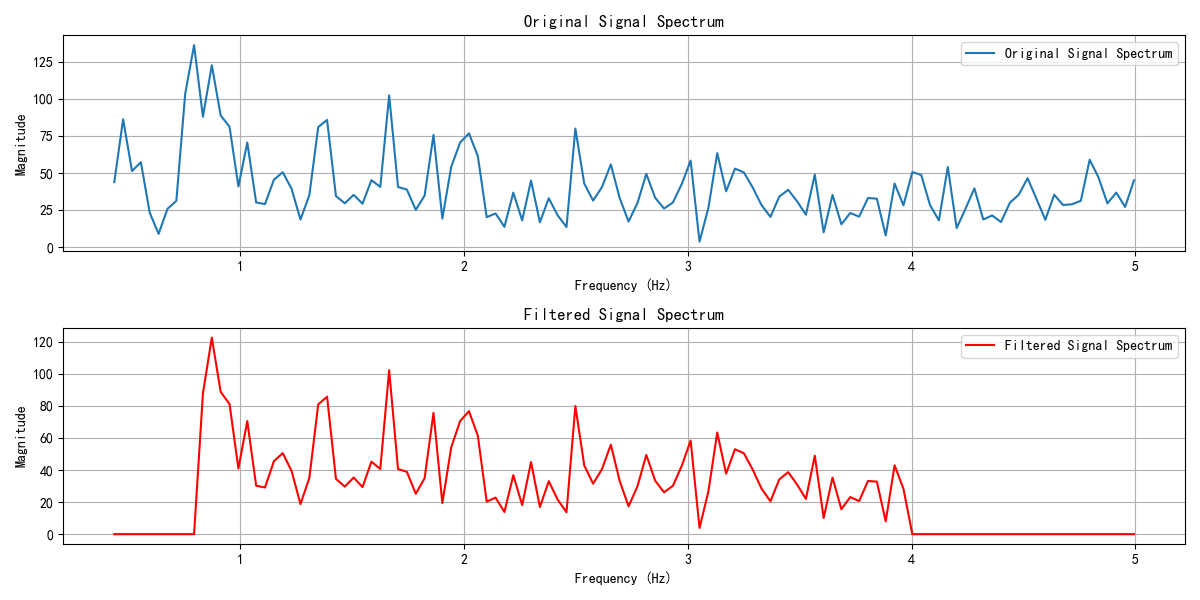 Original Signal Spectrum
Original Signal Spectrum
Magnitude
125
100
75
50
25
0
1 2 3 4 5
Frequency (Hz)
Filtered Signal Spectrum
Filtered Signal Spectrum
Magnitude
120
100
80
60
40
20
0
1 2 3 4 5
Frequency (Hz)